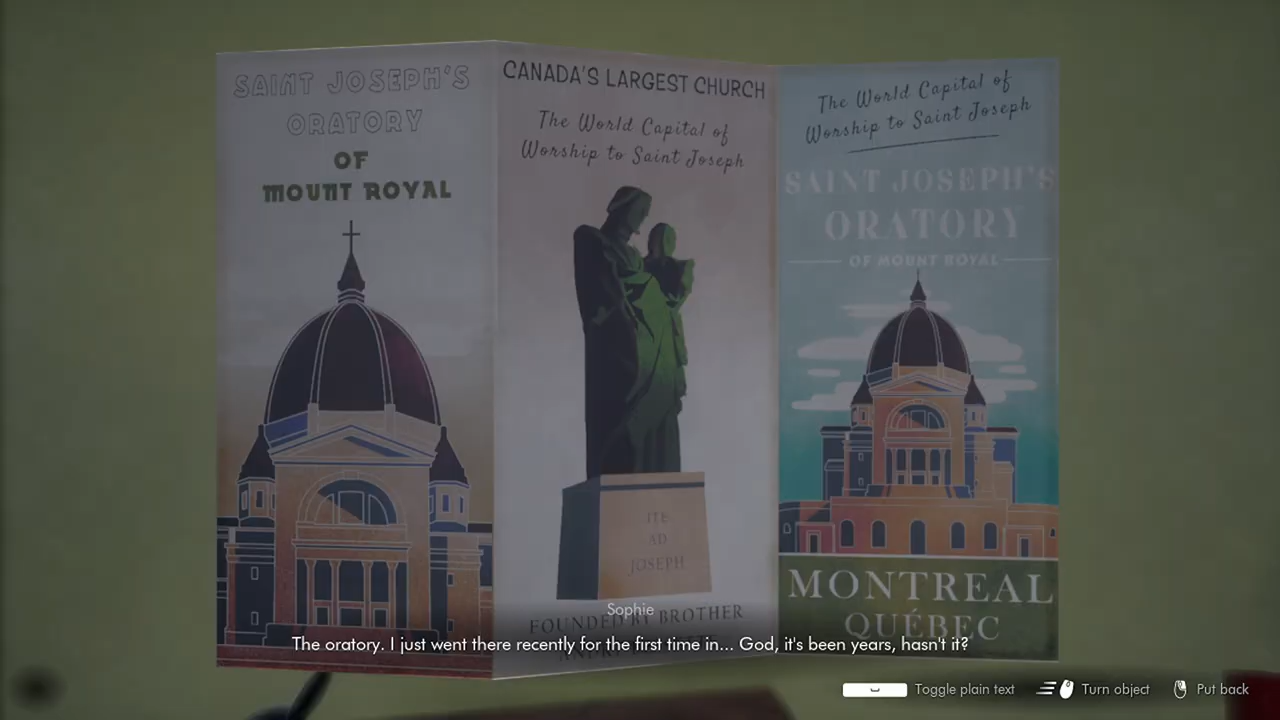 SAINT JOSEPH'S
ORATORY
OF
MOUNT ROYAL
CANADA'S LARGEST CHURCH
The World Capital of
Worship to Saint Joseph
ITE
AD
JOSEPH
FOUNDED BY BROTHER
The World Capital of
Worship to Saint Joseph
SAINT JOSEPH'S
ORATORY
OF MOUNT ROYAL
MONTREAL
QUÉBEC
Sophie
The oratory. I just went there recently for the first time in... God, it's been years, hasn't it?
Toggle plain text
Turn object
Put back